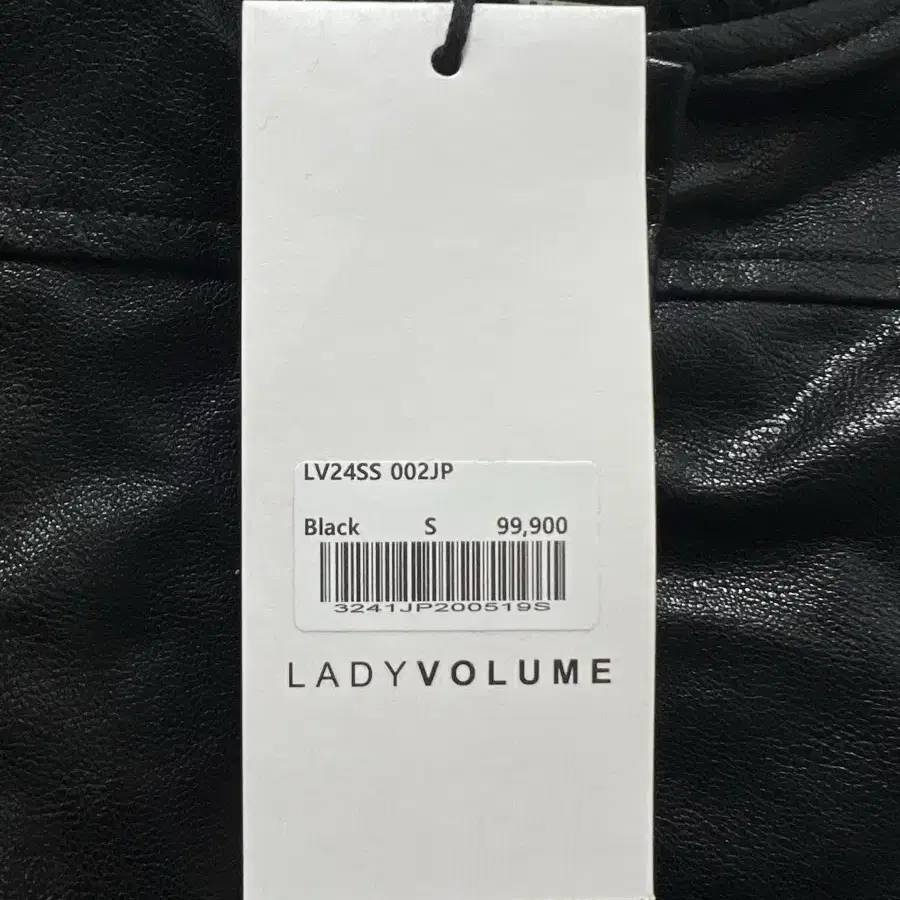 LV24SS 002JP
Black S 99,900
3241JP200519S
LADYVOLUME